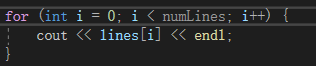 for (int i = 0; i < numLines; i++) {
    cout << lines[i] << endl;
}